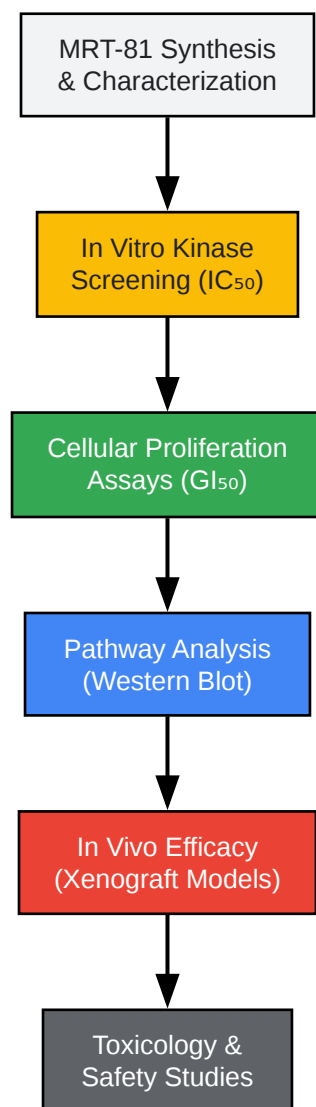 MRT-81 Synthesis
& Characterization
In Vitro Kinase
Screening (IC₅₀)
Cellular Proliferation
Assays (GI₅₀)
Pathway Analysis
(Western Blot)
In Vivo Efficacy
(Xenograft Models)
Toxicology &
Safety Studies